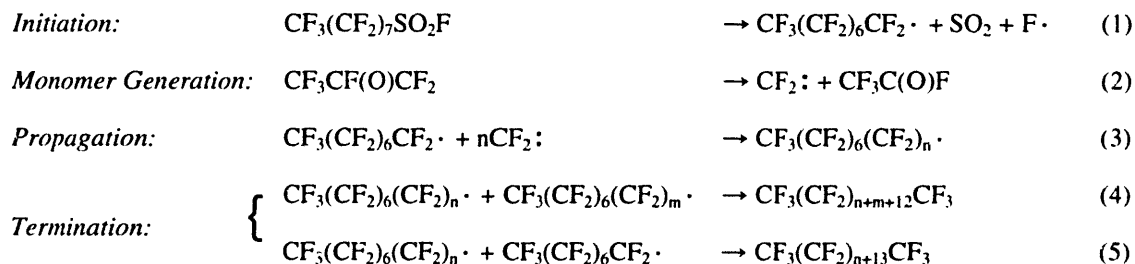 Initiation: CF₃(CF₂)₇SO₂F → CF₃(CF₂)₆CF₂· + SO₂ + F· (1)
Monomer Generation: CF₃CF(O)CF₂ → CF₂: + CF₃C(O)F (2)
Propagation: CF₃(CF₂)₆CF₂· + nCF₂: → CF₃(CF₂)₆(CF₂)ₙ· (3)
Termination: { CF₃(CF₂)₆(CF₂)ₙ· + CF₃(CF₂)₆(CF₂)ₘ· → CF₃(CF₂)ₙ₊ₘ₊₁₂CF₃ (4)
CF₃(CF₂)₆(CF₂)ₙ· + CF₃(CF₂)₆CF₂· → CF₃(CF₂)ₙ₊₁₃CF₃ (5)